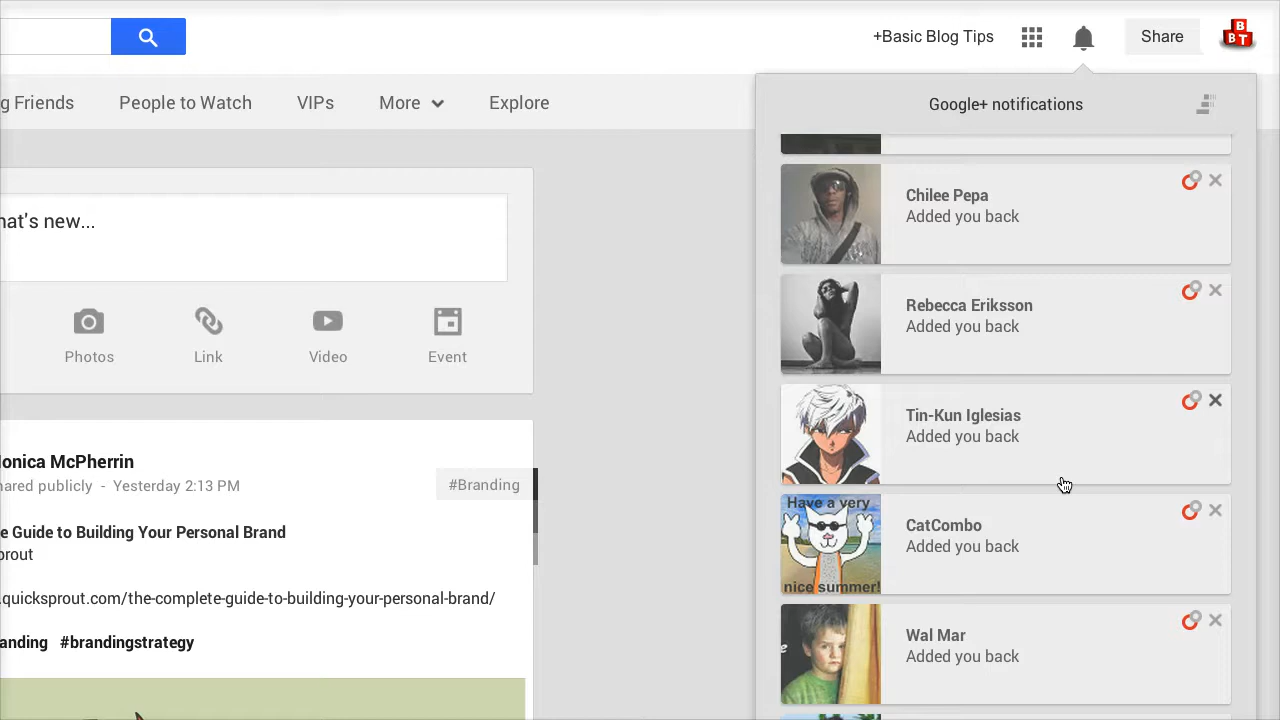 +Basic Blog Tips
Share
B
B T
g Friends
People to Watch
VIPs
More
Explore
Google+ notifications
hat's new...
Photos
Link
Video
Event
onica McPherrin
ared publicly - Yesterday 2:13 PM
#Branding
e Guide to Building Your Personal Brand
prout
.quicksprout.com/the-complete-guide-to-building-your-personal-brand/
anding #brandingstrategy
Chilee Pepa
Added you back
Rebecca Eriksson
Added you back
Tin-Kun Iglesias
Added you back
Have a very
nice summer!
CatCombo
Added you back
e
Wal Mar
Added you back